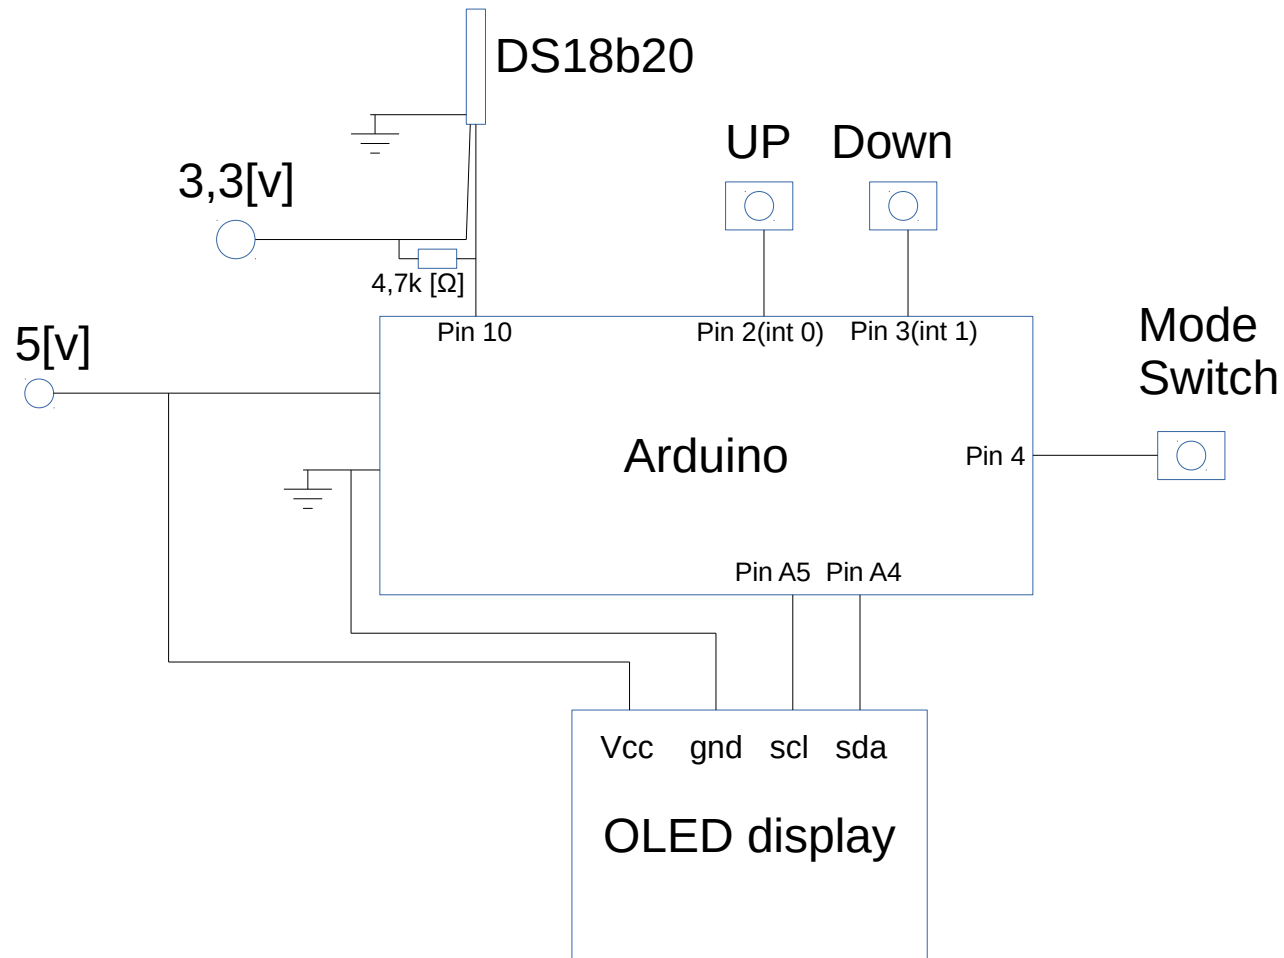 DS18b20
UP
Down
3,3[v]
4,7k [Ω]
Pin 10
Pin 2(int 0)
Pin 3(int 1)
5[v]
Mode
Switch
Arduino
Pin 4
Pin A5
Pin A4
Vcc
gnd
scl
sda
OLED display